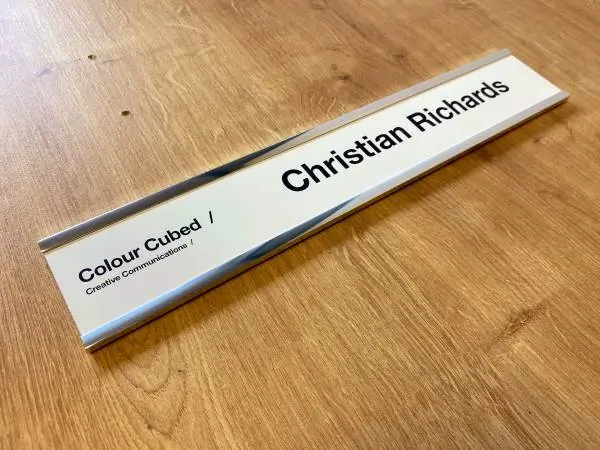 Colour Cubed /
Creative Communications /
Christian Richards